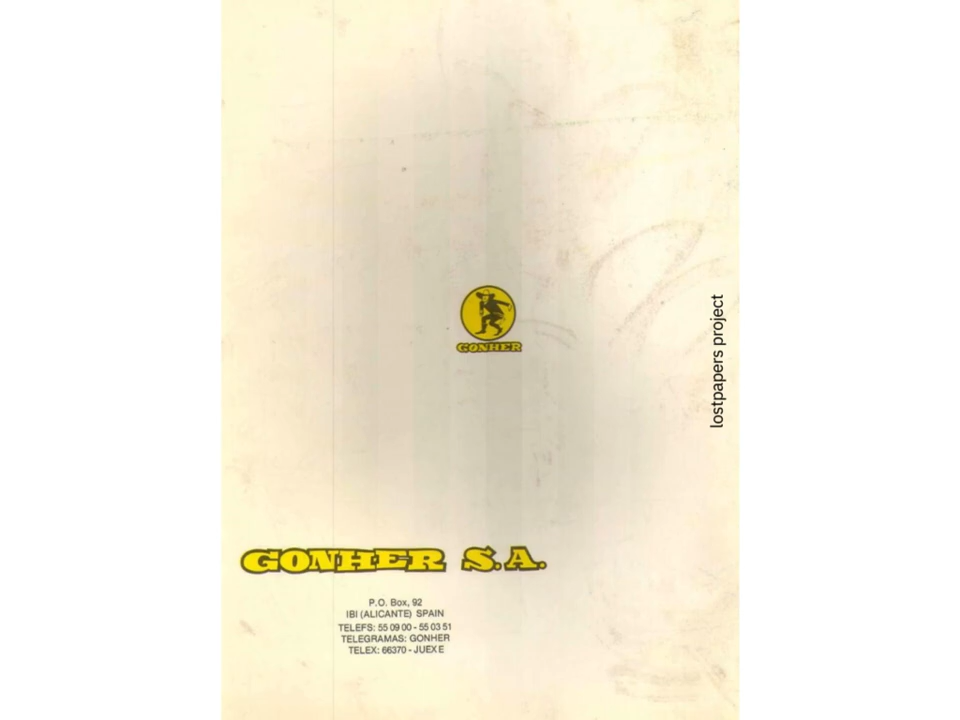 GONHER
lostpapers project
GONHER S.A.
P.O. Box, 92
IBI (ALICANTE) SPAIN
TELEFS: 55 09 00 - 55 03 51
TELEGRAMAS: GONHER
TELEX: 66370 - JUEX E